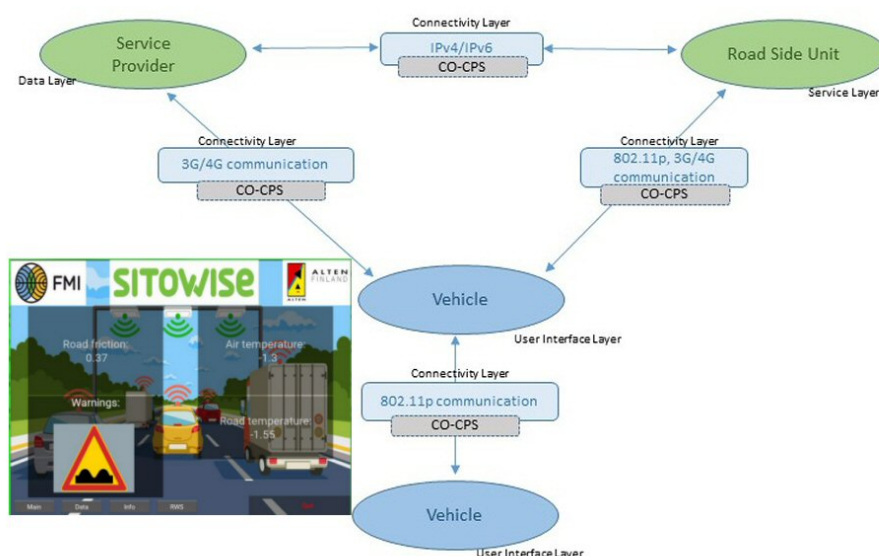 Connectivity Layer
Service
Provider
IPv4/IPv6
CO-CPS
Road Side Unit
Data Layer
Service Layer
Connectivity Layer
3G/4G communication
CO-CPS
Connectivity Layer
802.11p, 3G/4G
communication
CO-CPS
FMI
SITOWISE
ALTEN
FINLAND
ALTEN
Road friction:
0.37
Air temperature:
-1.3
Warnings:
Road temperature:
-1.55
Main
Data
Info
RWS
Vehicle
User Interface Layer
Connectivity Layer
802.11p communication
CO-CPS
Vehicle
User Interface Layer